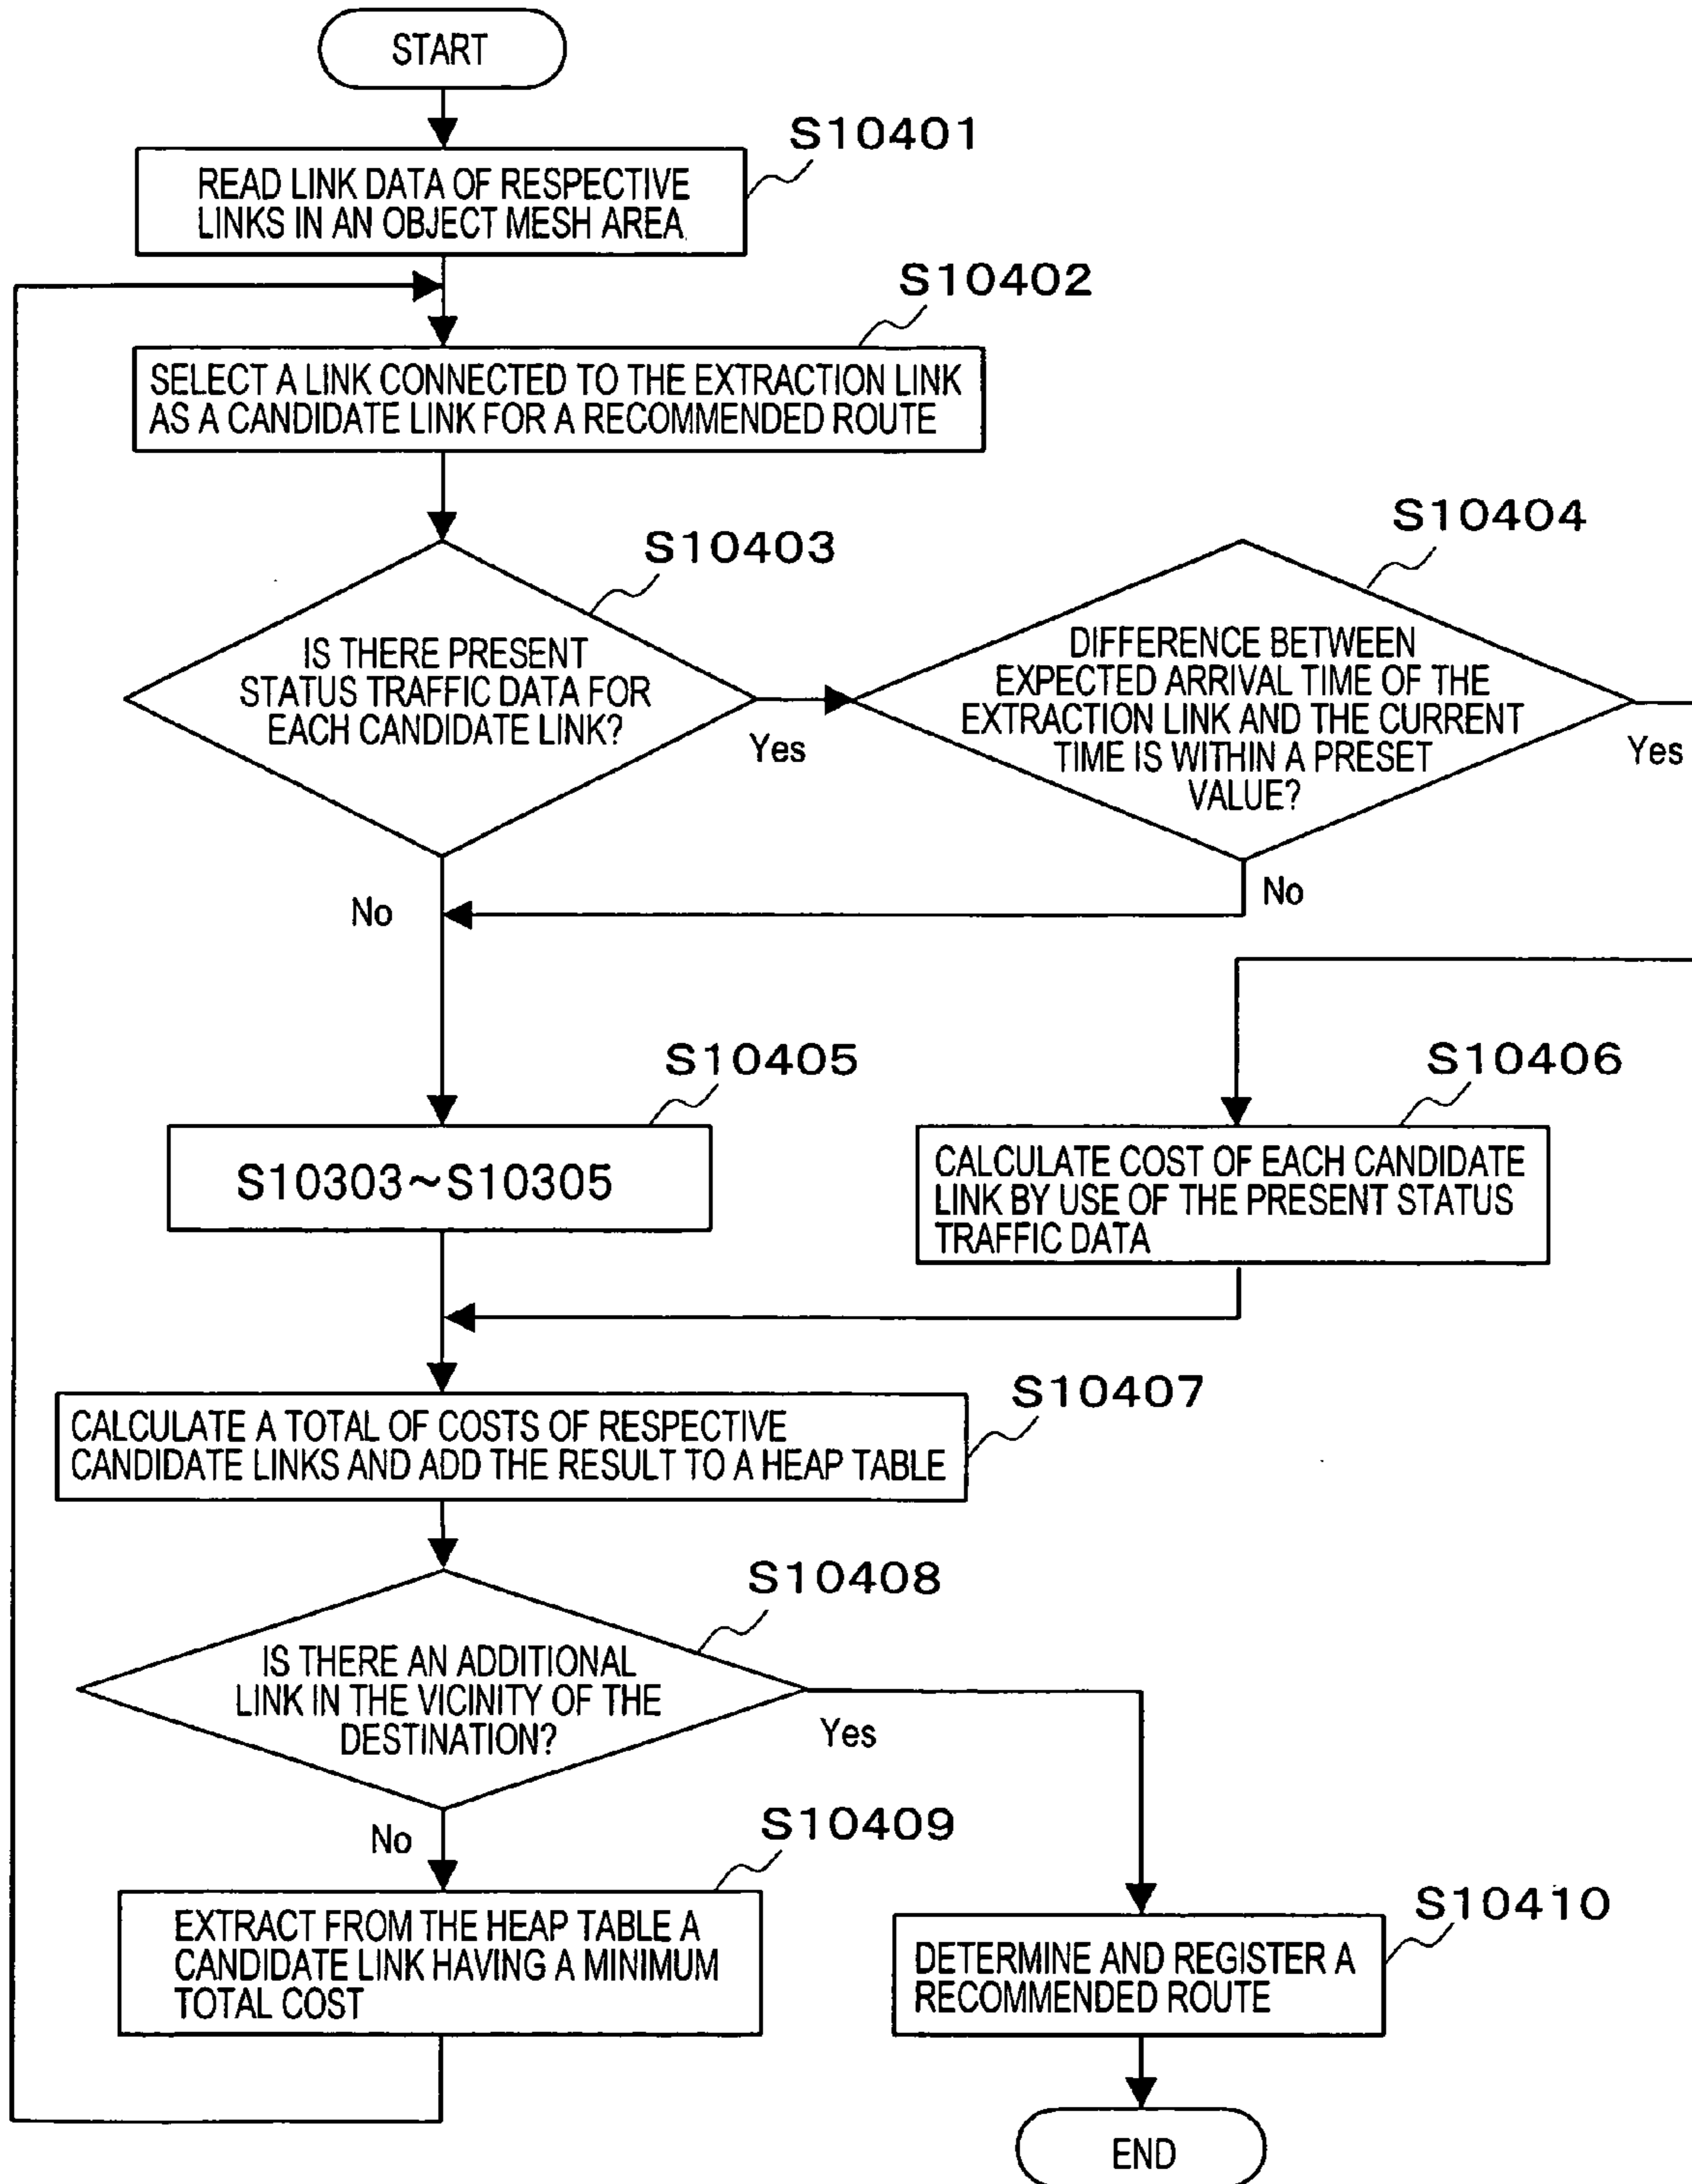 START
S10401
READ LINK DATA OF RESPECTIVE
LINKS IN AN OBJECT MESH AREA
S10402
SELECT A LINK CONNECTED TO THE EXTRACTION LINK
AS A CANDIDATE LINK FOR A RECOMMENDED ROUTE
S10403
IS THERE PRESENT
STATUS TRAFFIC DATA FOR
EACH CANDIDATE LINK?
Yes
No
S10404
DIFFERENCE BETWEEN
EXPECTED ARRIVAL TIME OF THE
EXTRACTION LINK AND THE CURRENT
TIME IS WITHIN A PRESET
VALUE?
Yes
No
S10405
S10303~S10305
S10406
CALCULATE COST OF EACH CANDIDATE
LINK BY USE OF THE PRESENT STATUS
TRAFFIC DATA
S10407
CALCULATE A TOTAL OF COSTS OF RESPECTIVE
CANDIDATE LINKS AND ADD THE RESULT TO A HEAP TABLE
S10408
IS THERE AN ADDITIONAL
LINK IN THE VICINITY OF THE
DESTINATION?
Yes
No
S10409
EXTRACT FROM THE HEAP TABLE A
CANDIDATE LINK HAVING A MINIMUM
TOTAL COST
S10410
DETERMINE AND REGISTER A
RECOMMENDED ROUTE
END